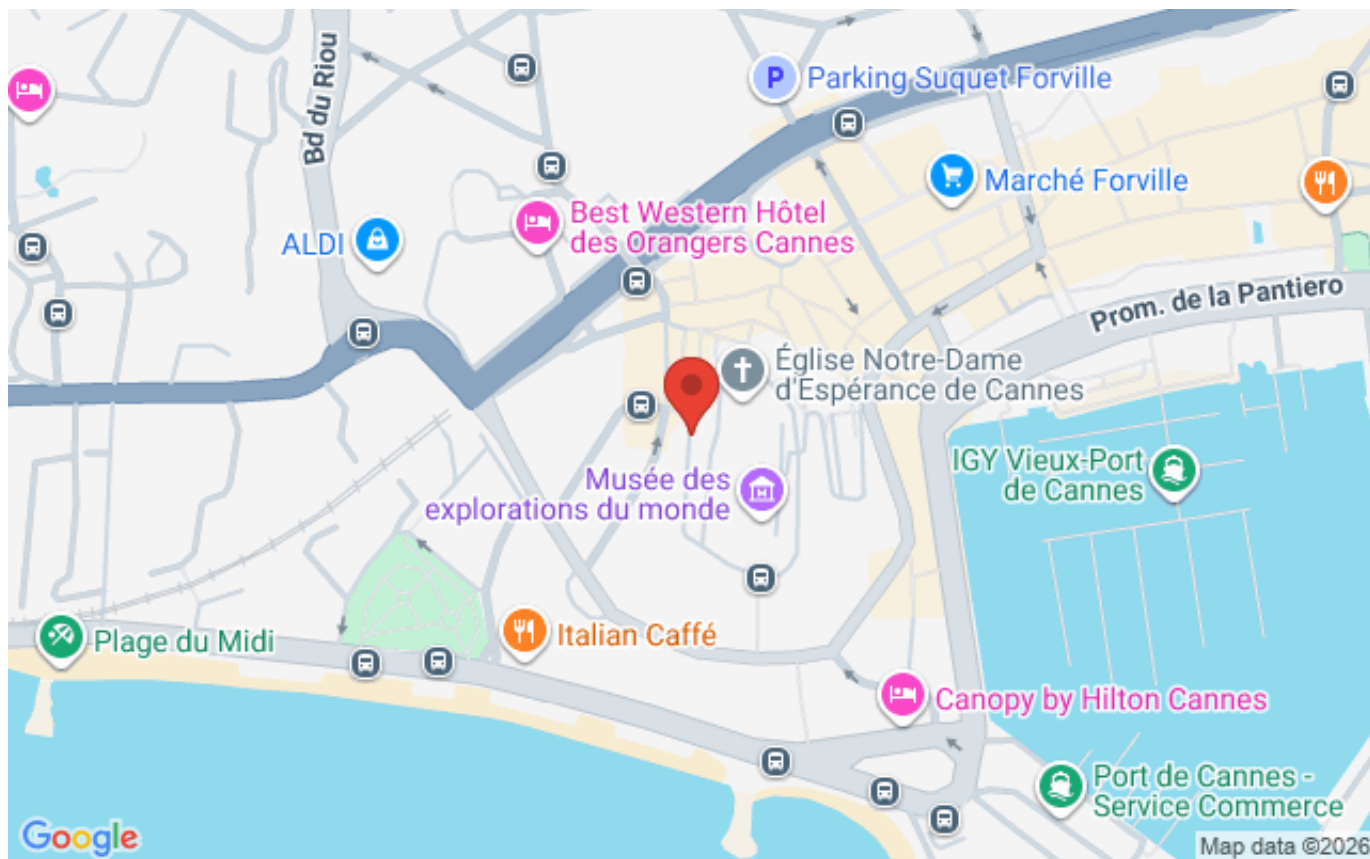 Bd du Riou
P
Parking Suquet Forville
Marché Forville
Best Western Hôtel
des Orangers Cannes
ALDI
Prom. de la Pantiero
Église Notre-Dame
d'Espérance de Cannes
IGY Vieux-Port
de Cannes
Musée des
explorations du monde
Plage du Midi
Italian Caffé
Canopy by Hilton Cannes
Port de Cannes -
Service Commerce
Google
Map data ©2026